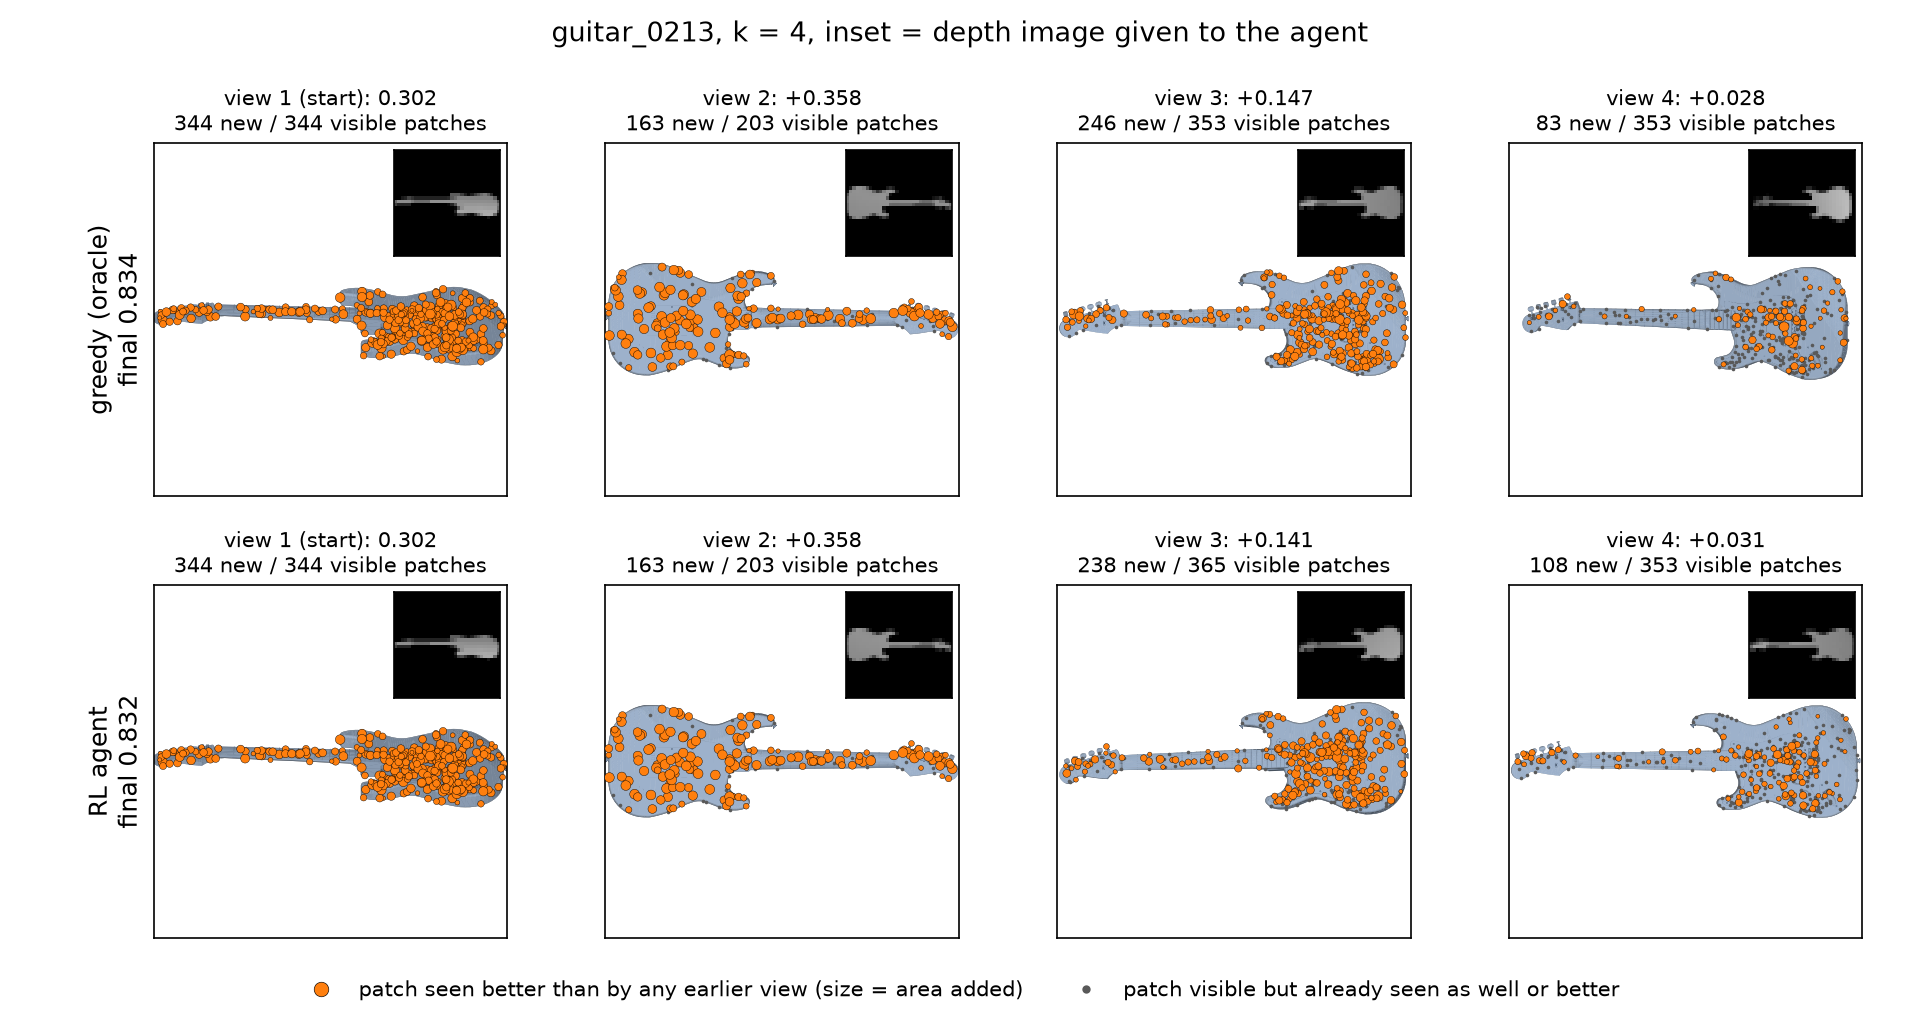 guitar_0213, k = 4, inset = depth image given to the agent
view 1 (start): 0.302
344 new / 344 visible patches
view 2: +0.358
163 new / 203 visible patches
view 3: +0.147
246 new / 353 visible patches
view 4: +0.028
83 new / 353 visible patches
greedy (oracle)
final 0.834
view 1 (start): 0.302
344 new / 344 visible patches
view 2: +0.358
163 new / 203 visible patches
view 3: +0.141
238 new / 365 visible patches
view 4: +0.031
108 new / 353 visible patches
RL agent
final 0.832
patch seen better than by any earlier view (size = area added)
patch visible but already seen as well or better